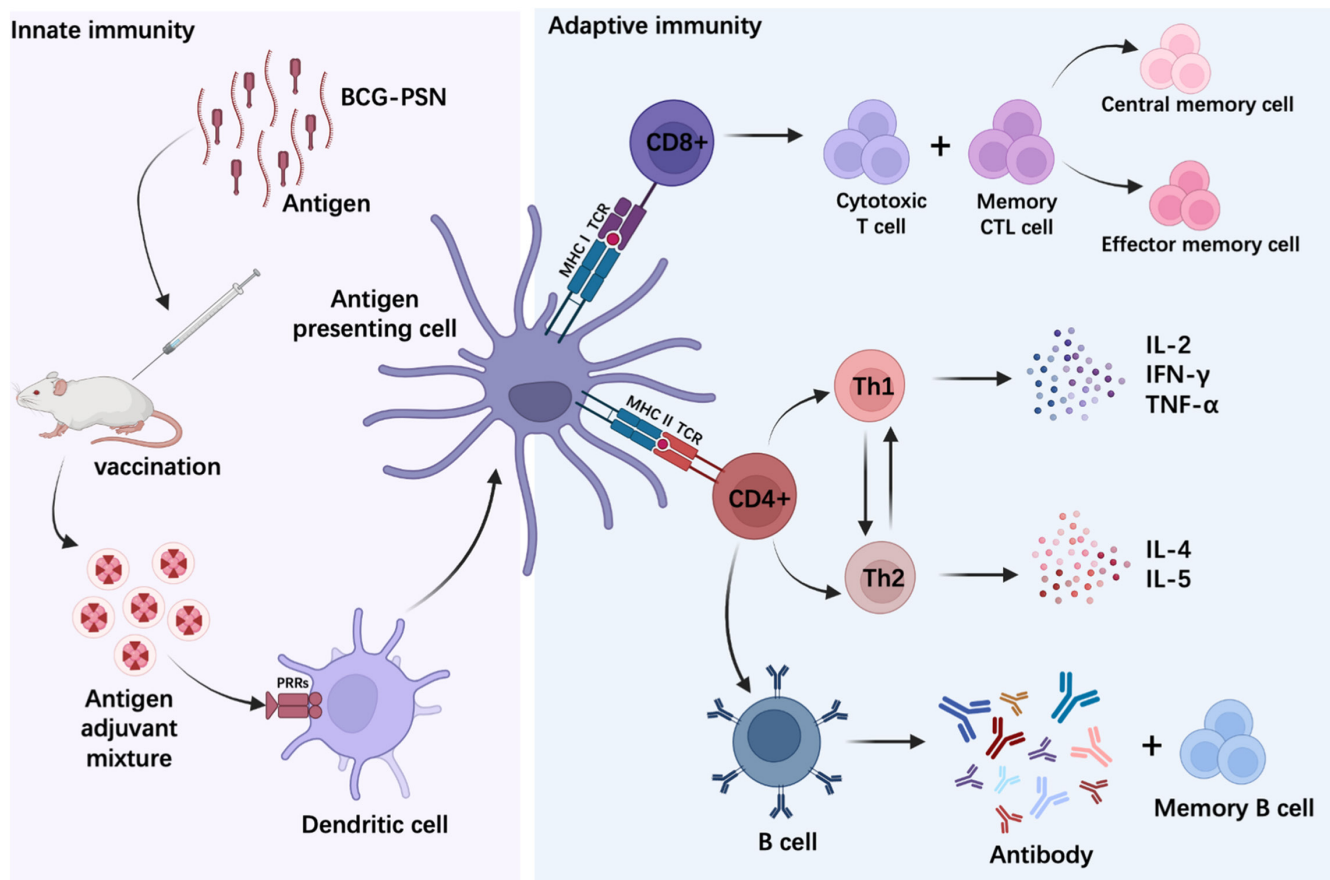 Innate immunity
BCG-PSN
Antigen
vaccination
Antigen
adjuvant
mixture
PRRs
Dendritic cell
Antigen
presenting cell
Adaptive immunity
MHC I TCR
CD8+
Cytotoxic
T cell
+
Memory
CTL cell
Central memory cell
Effector memory cell
MHC II TCR
CD4+
Th1
IL-2
IFN-γ
TNF-α
Th2
IL-4
IL-5
B cell
Antibody
+
Memory B cell